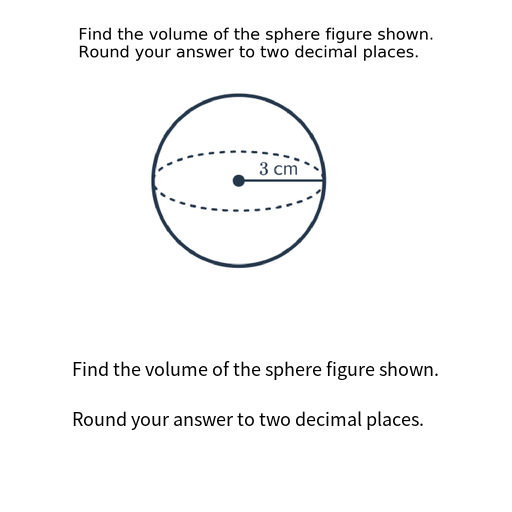 Find the volume of the sphere figure shown.
Round your answer to two decimal places.
3 cm
Find the volume of the sphere figure shown.
Round your answer to two decimal places.